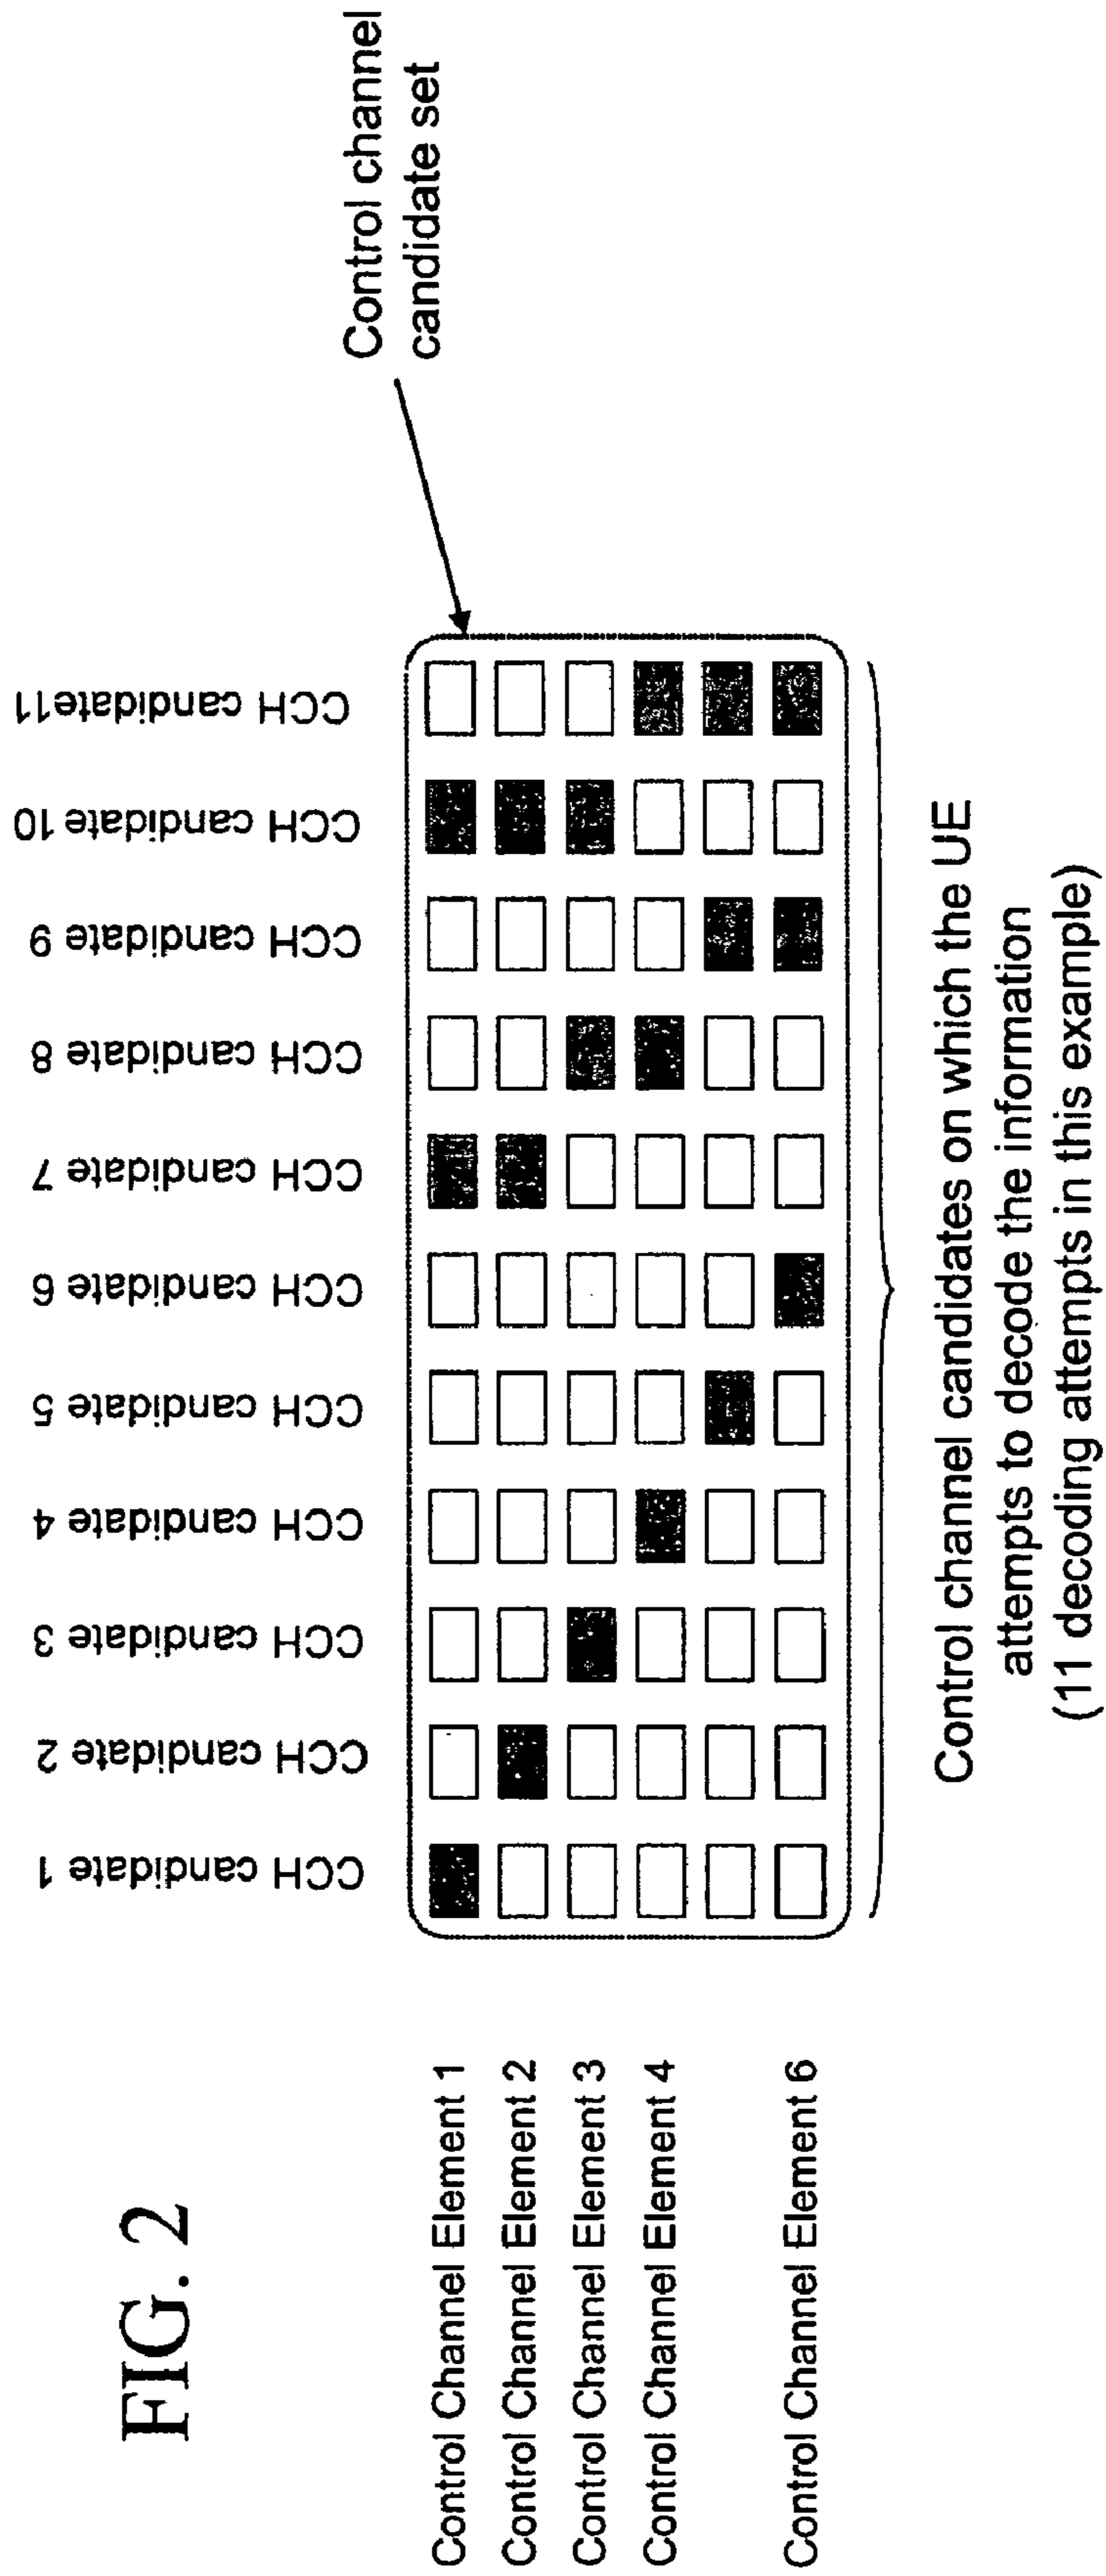 FIG. 2
Control channel
candidate set
CCH candidate 1
CCH candidate 2
CCH candidate 3
CCH candidate 4
CCH candidate 5
CCH candidate 6
CCH candidate 7
CCH candidate 8
CCH candidate 9
CCH candidate 10
CCH candidate11
Control Channel Element 1
Control Channel Element 2
Control Channel Element 3
Control Channel Element 4
Control Channel Element 6
Control channel candidates on which the UE
attempts to decode the information
(11 decoding attempts in this example)